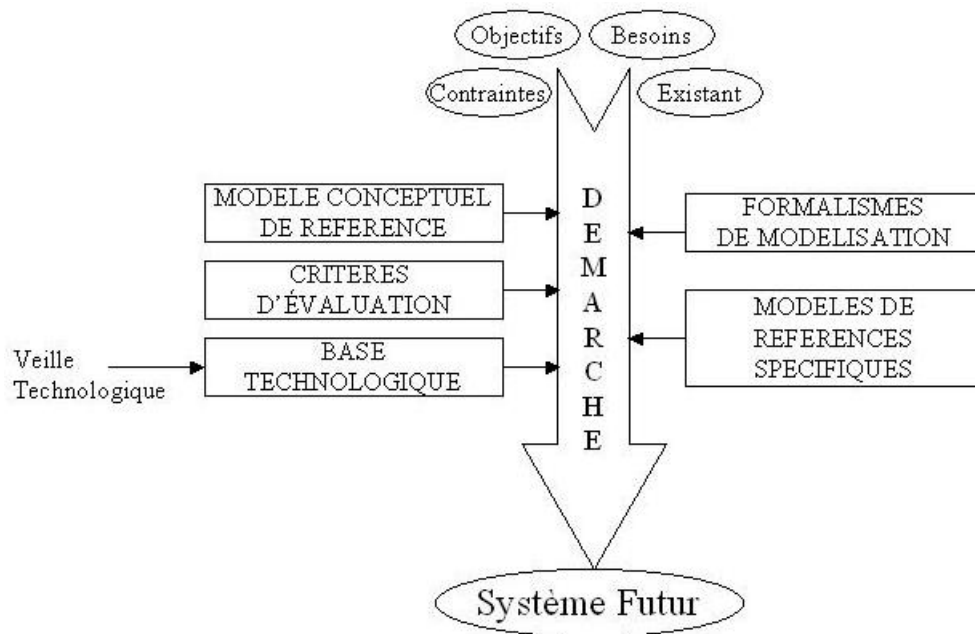 Objectifs
Besoins
Contraintes
Existant
MODELE CONCEPTUEL
DE REFERENCE
CRITERES
D'ÉVALUATION
BASE
TECHNOLOGIQUE
Veille
Technologique
DEMARCHE
FORMALISMES
DE MODELISATION
MODELES DE
REFERENCES
SPECIFIQUES
Système Futur